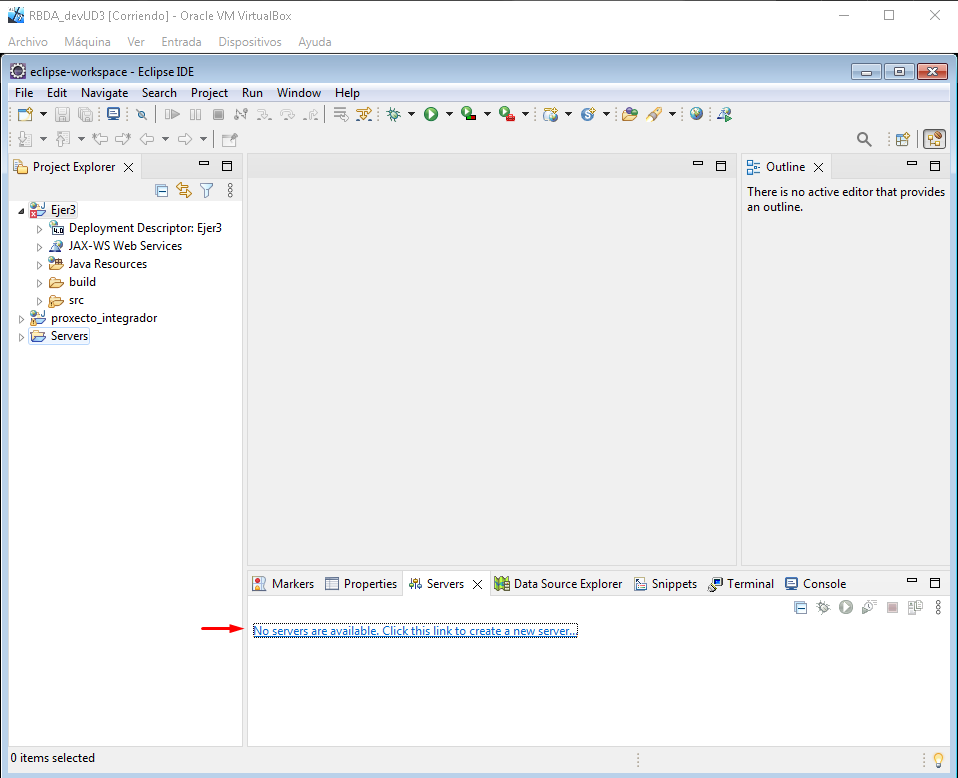 RBDA_devUD3 [Corriendo] - Oracle VM VirtualBox
Archivo Máquina Ver Entrada Dispositivos Ayuda
eclipse-workspace - Eclipse IDE
File Edit Navigate Search Project Run Window Help
Project Explorer
Ejer3
Deployment Descriptor: Ejer3
JAX-WS Web Services
Java Resources
build
src
proxecto_integrador
Servers
Outline
There is no active editor that provides
an outline.
Markers Properties Servers Data Source Explorer Snippets Terminal Console
No servers are available. Click this link to create a new server...
0 items selected